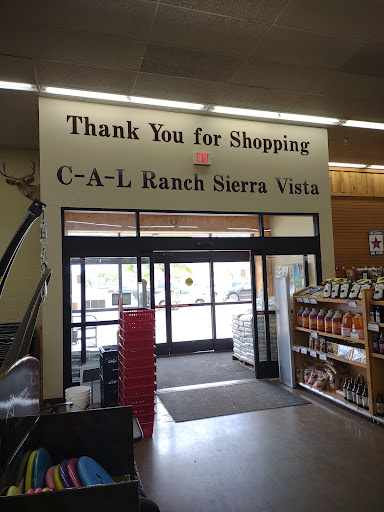 Thank You for Shopping
EXIT
C-A-L Ranch Sierra Vista